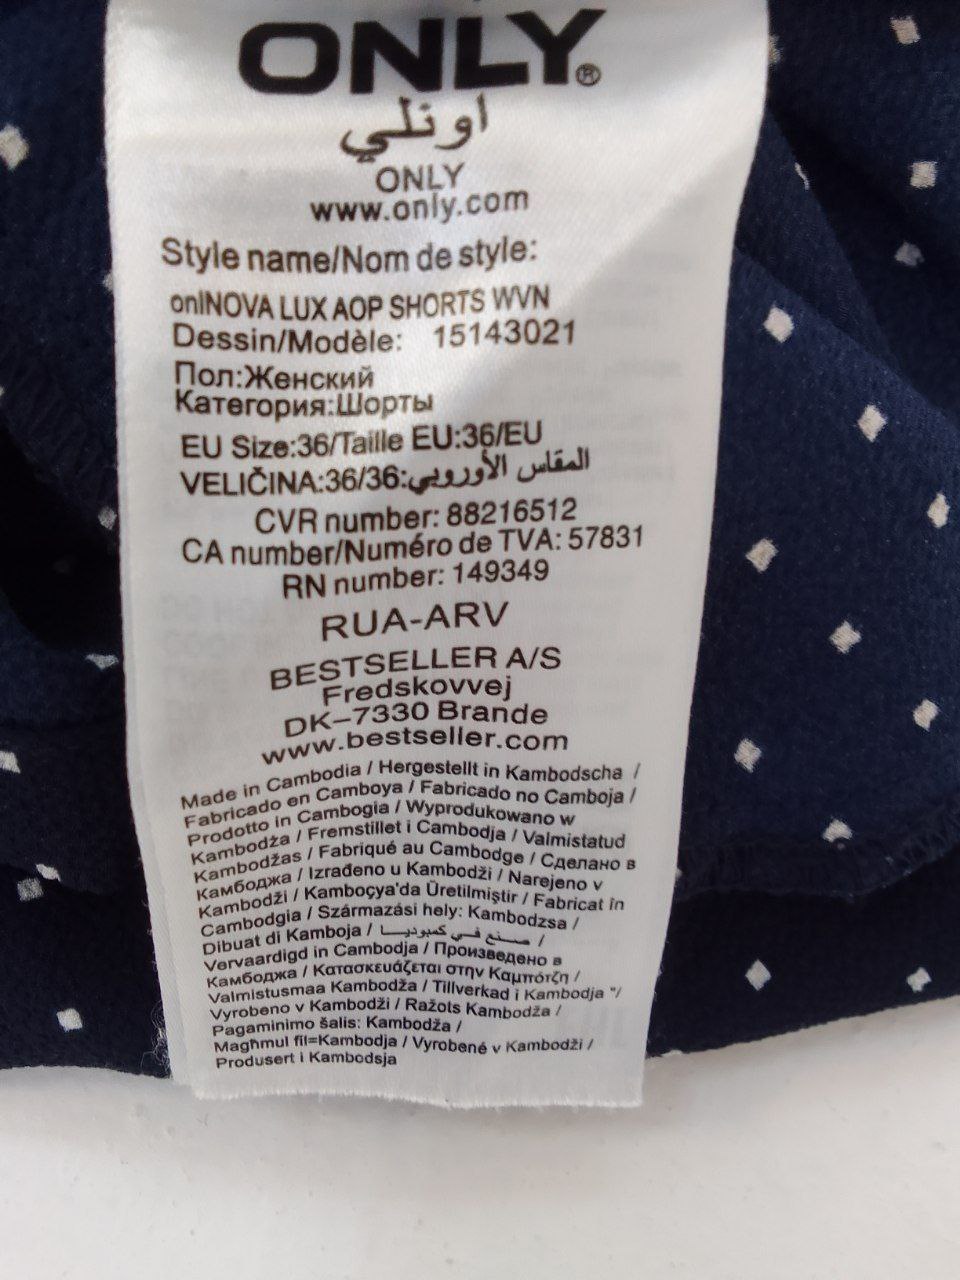 ONLY®
اونلي
ONLY
www.only.com
Style name/Nom de style:
onlNOVA LUX AOP SHORTS WVN
Dessin/Modèle: 15143021
Пол:Женский
Категория:Шорты
EU Size:36/Taille EU:36/EU
VELIČINA:36/36:المقاس الأوروبي
CVR number: 88216512
CA number/Numéro de TVA: 57831
RN number: 149349
RUA-ARV
BESTSELLER A/S
Fredskovvej
DK–7330 Brande
www.bestseller.com
Made in Cambodia / Hergestellt in Kambodscha /
Fabricado en Camboya / Fabricado no Camboja /
Prodotto in Cambogia / Wyprodukowano w
Kambodża / Fremstillet i Cambodja / Valmistatud
Kambodžas / Fabriqué au Cambodge / Сделано в
Камбоджа / Izrađeno u Kambodži / Narejeno v
Kambodži / Kamboçya'da Üretilmiştir / Fabricat în
Cambodgia / Származási hely: Kambodzsa /
Dibuat di Kamboja / صنع في كمبوديا /
Vervaardigd in Cambodja / Произведено в
Камбоджа / Κατασκευάζεται στην Καμπότζη /
Valmistusmaa Kambodža / Tillverkad i Kambodja "/
Vyrobeno v Kambodži / Ražots Kambodža /
Pagaminimo šalis: Kambodža /
Magħmul fil=Kambodja / Vyrobené v Kambodži /
Produsert i Kambodsja